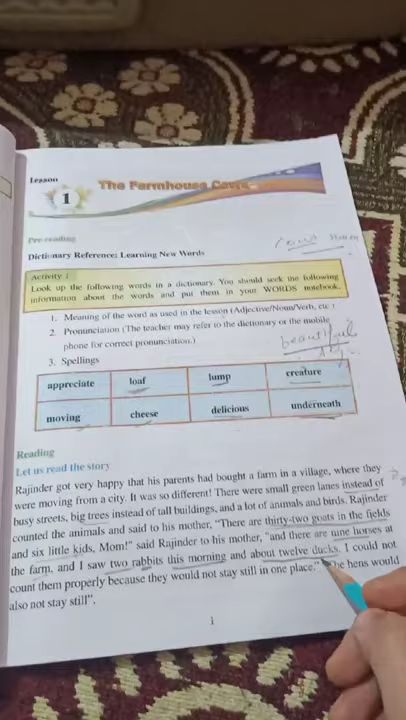 Lesson
1
The Farmhouse Cows
Pre-reading
Dictionary Reference: Learning New Words
Activity 1
Look up the following words in a dictionary. You should seek the following
information about the words and put them in your WORDS notebook.
1. Meaning of the word as used in the lesson (Adjective/Noun/Verb, etc.)
2. Pronunciation (The teacher may refer to the dictionary or the mobile
phone for correct pronunciation.)
beautiful
3. Spellings
appreciate loaf lump creature
moving cheese delicious underneath
Reading
Let us read the story
Rajinder got very happy that his parents had bought a farm in a village, where they
were moving from a city. It was so different! There were small green lanes instead of
busy streets, big trees instead of tall buildings, and a lot of animals and birds. Rajinder
counted the animals and said to his mother, "There are thirty-two goats in the fields
and six little kids, Mom!" said Rajinder to his mother, "and there are nine horses at
the farm, and I saw two rabbits this morning and about twelve ducks. I could not
count them properly because they would not stay still in one place." The hens would
also not stay still".
1